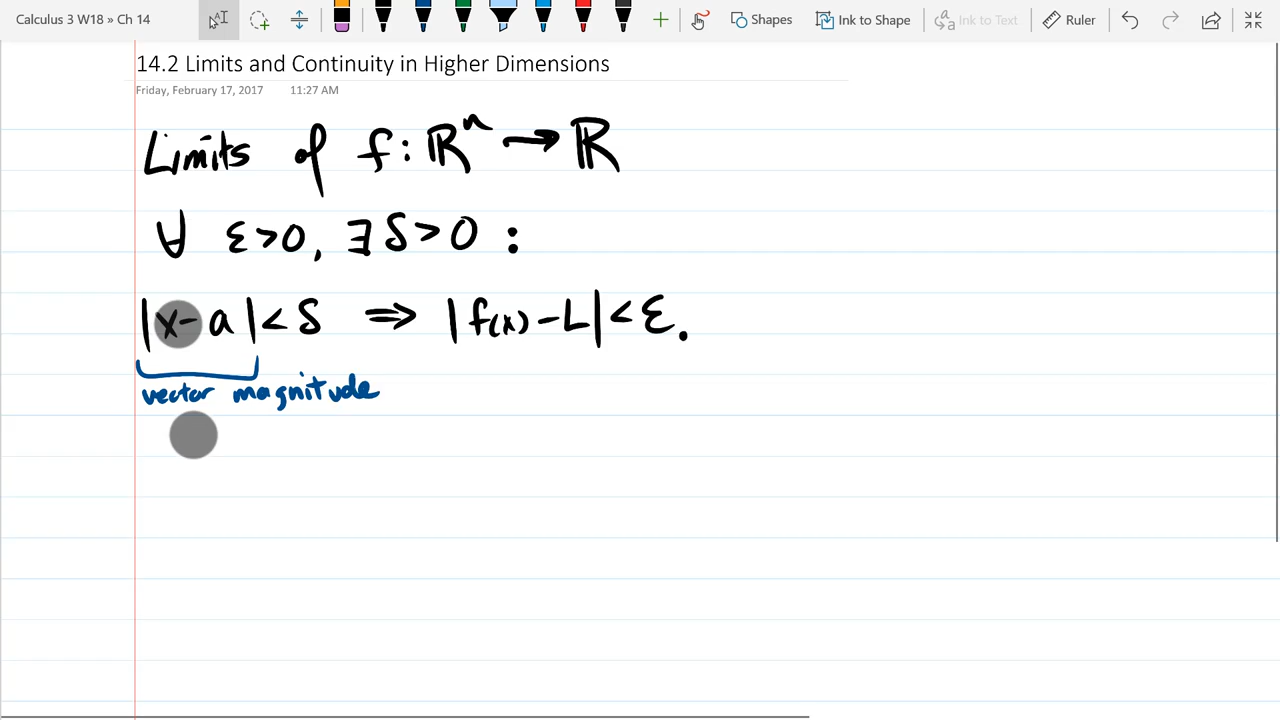 Calculus 3 W18 » Ch 14
Shapes
Ink to Shape
Ink to Text
Ruler
14.2 Limits and Continuity in Higher Dimensions
Friday, February 17, 2017 11:27 AM
Limits of f: ℝⁿ → ℝ
∀ ε>0, ∃ δ>0 :
|x-a| < δ ⇒ |f(x)-L| < ε.
vector magnitude